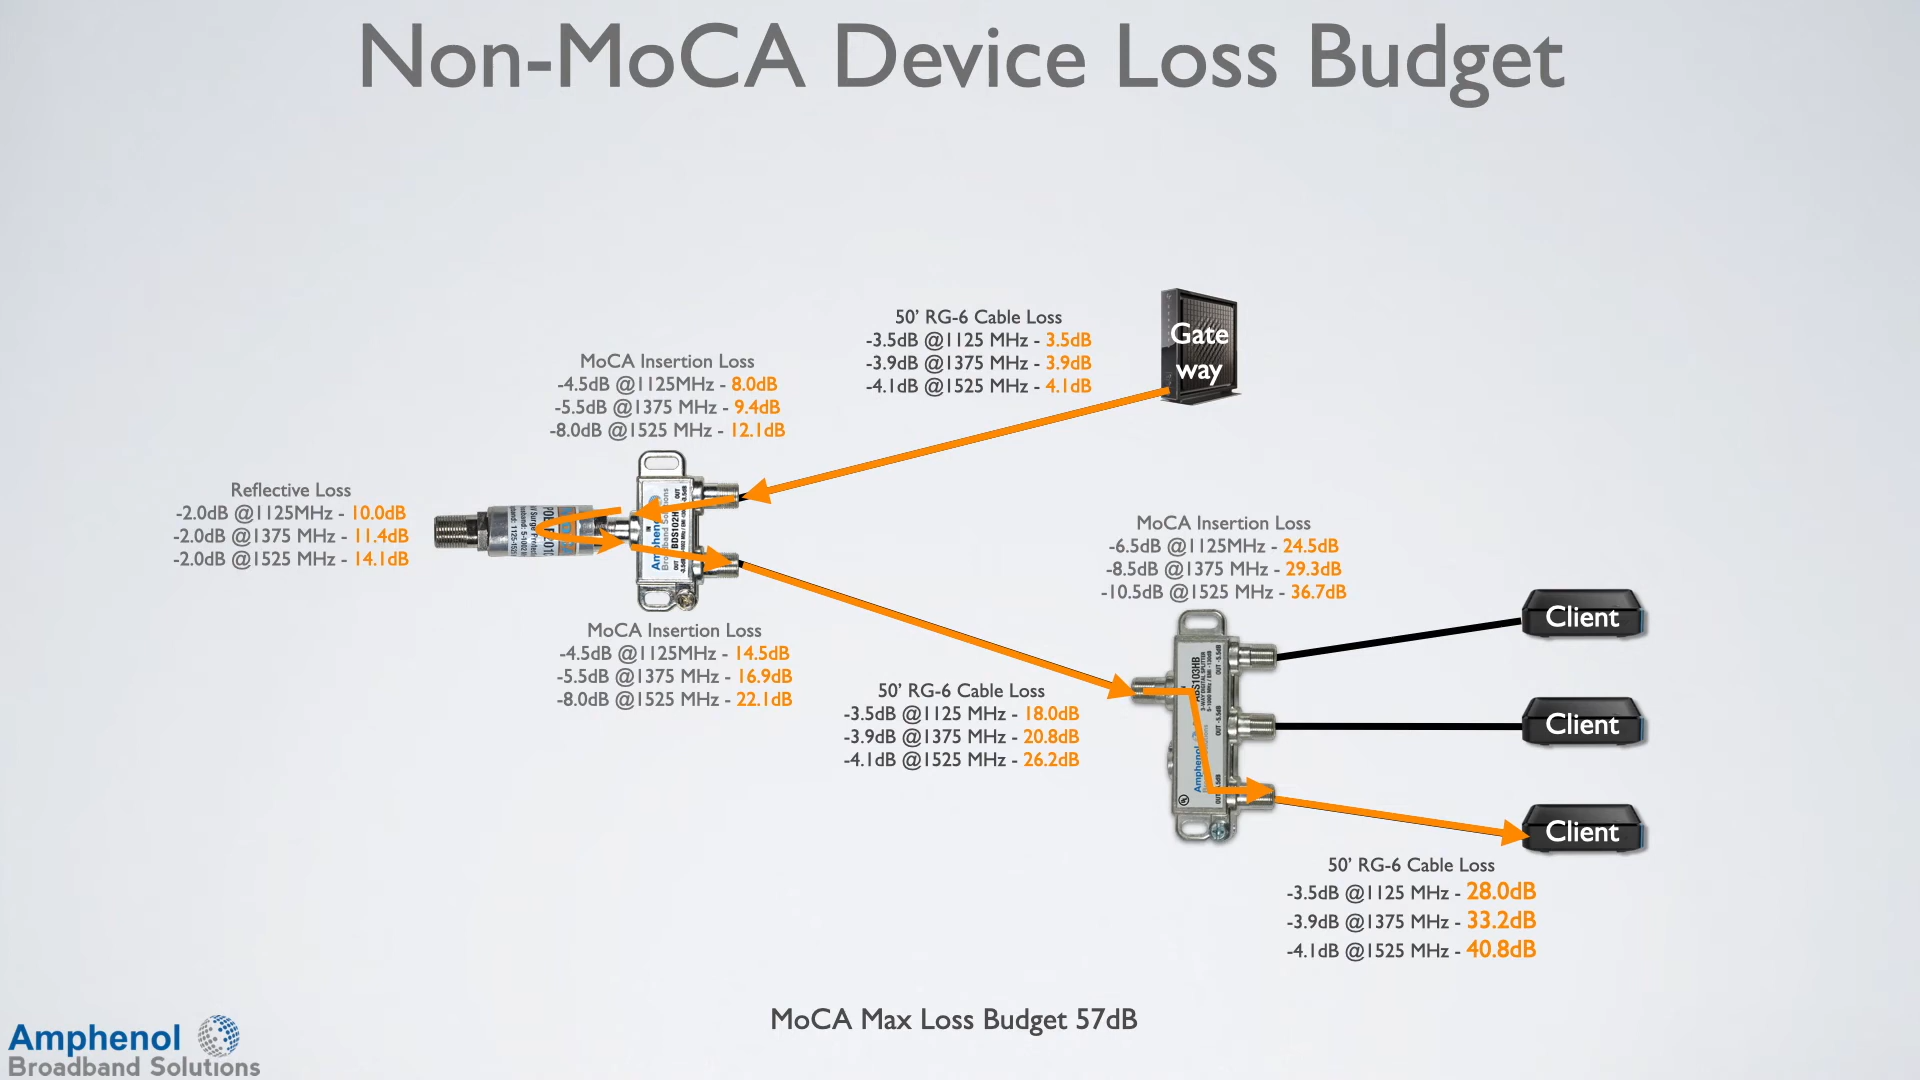 Non-MoCA Device Loss Budget
50’ RG-6 Cable Loss
-3.5dB @1125 MHz - 3.5dB
-3.9dB @1375 MHz - 3.9dB
-4.1dB @1525 MHz - 4.1dB
Gate
way
MoCA Insertion Loss
-4.5dB @1125MHz - 8.0dB
-5.5dB @1375 MHz - 9.4dB
-8.0dB @1525 MHz - 12.1dB
Reflective Loss
-2.0dB @1125MHz - 10.0dB
-2.0dB @1375 MHz - 11.4dB
-2.0dB @1525 MHz - 14.1dB
MoCA Insertion Loss
-4.5dB @1125MHz - 14.5dB
-5.5dB @1375 MHz - 16.9dB
-8.0dB @1525 MHz - 22.1dB
50’ RG-6 Cable Loss
-3.5dB @1125 MHz - 18.0dB
-3.9dB @1375 MHz - 20.8dB
-4.1dB @1525 MHz - 26.2dB
MoCA Insertion Loss
-6.5dB @1125MHz - 24.5dB
-8.5dB @1375 MHz - 29.3dB
-10.5dB @1525 MHz - 36.7dB
Client
Client
Client
50’ RG-6 Cable Loss
-3.5dB @1125 MHz - 28.0dB
-3.9dB @1375 MHz - 33.2dB
-4.1dB @1525 MHz - 40.8dB
MoCA Max Loss Budget 57dB
Amphenol
Broadband Solutions